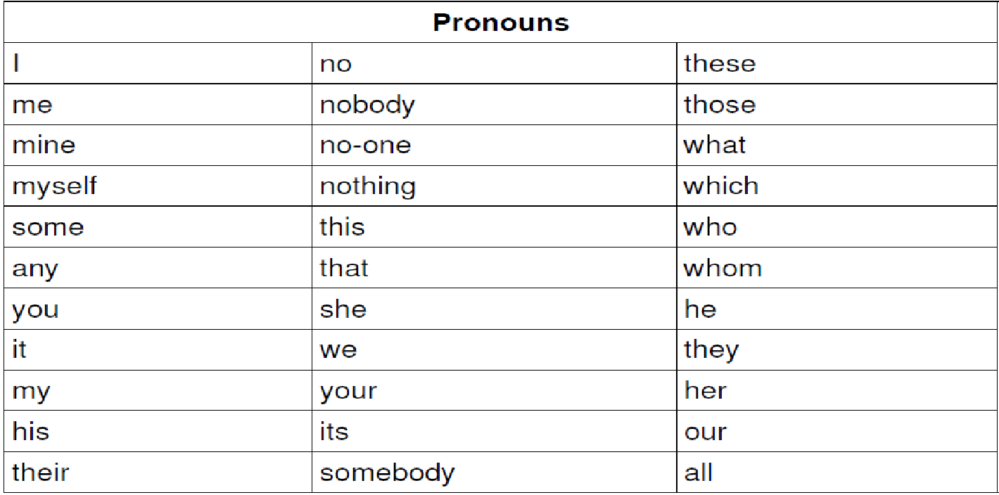 Pronouns
I no these
me nobody those
mine no-one what
myself nothing which
some this who
any that whom
you she he
it we they
my your her
his its our
their somebody all